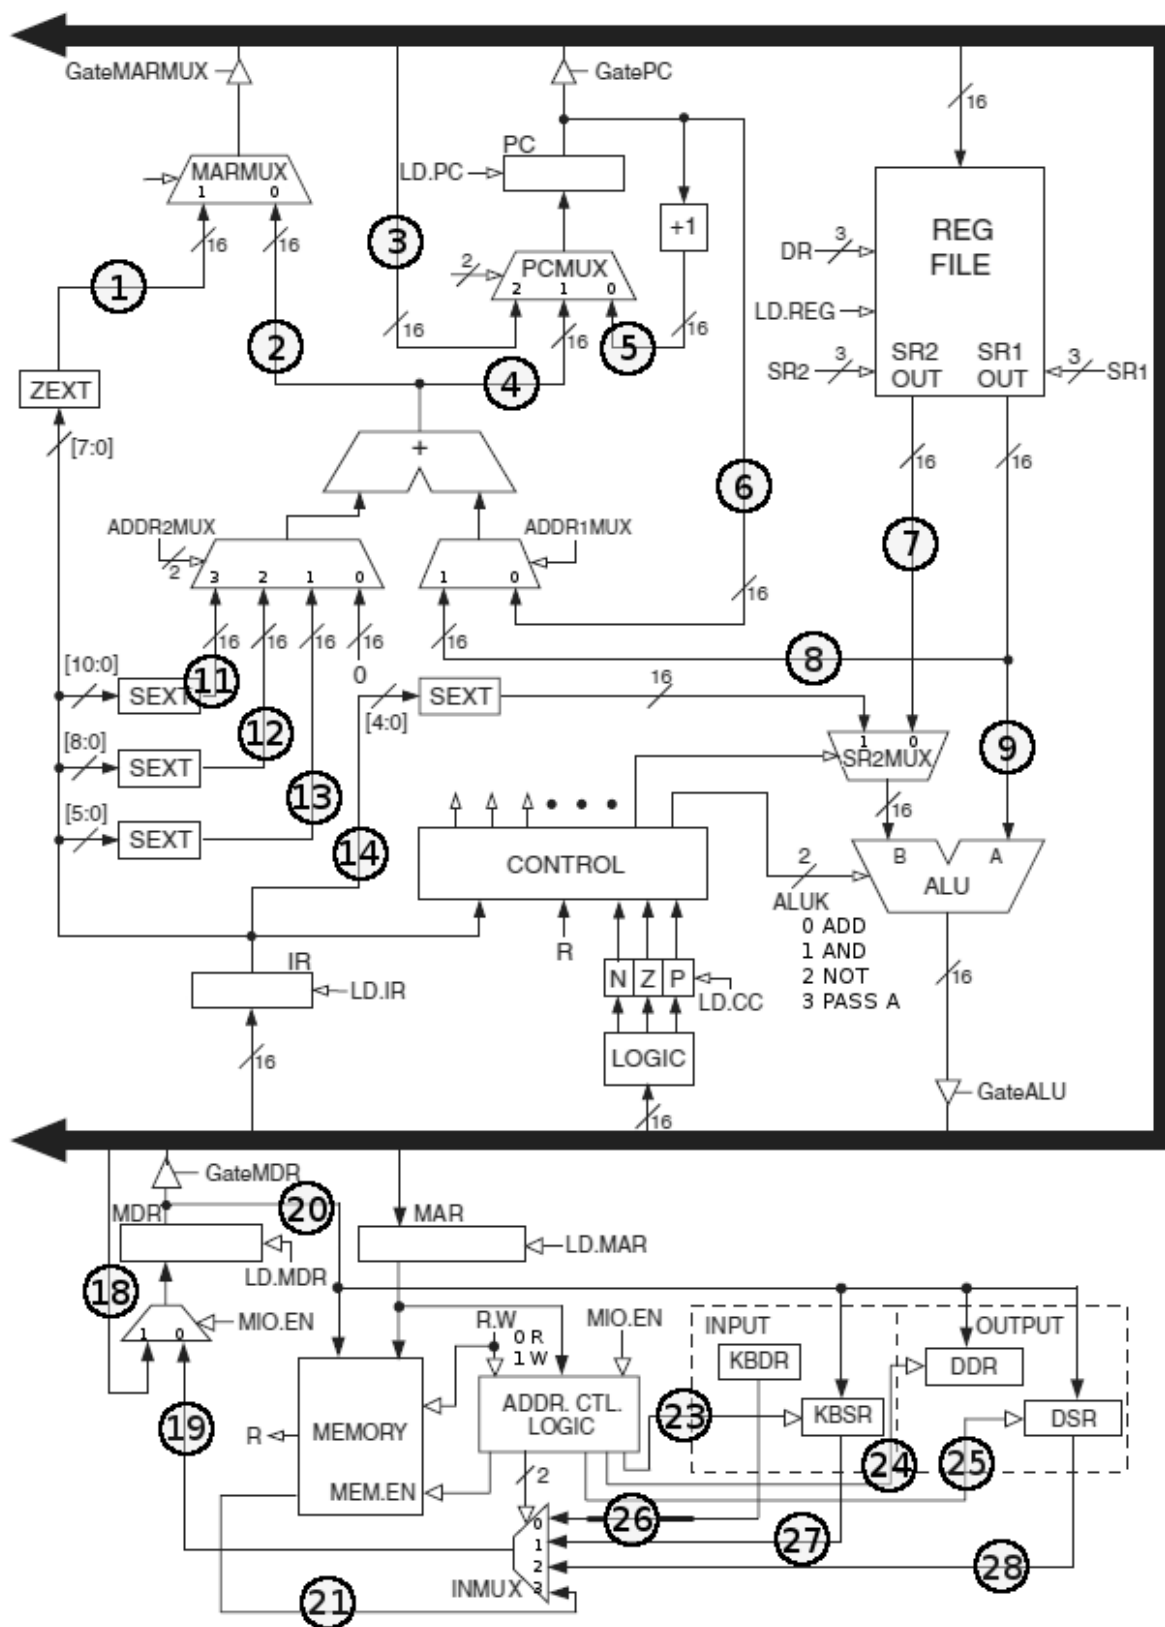 GateMARMUX
GatePC
16
PC
MARMUX
1 0
LD.PC
16 16
3
+1
REG
FILE
DR 3
1
2
PCMUX
2 1 0
LD.REG
16
16
5
16
2
4
SR2
OUT
SR1
OUT
SR2 3
3 SR1
ZEXT
[7:0]
+
16
16
6
ADDR2MUX
2
ADDR1MUX
7
3 2 1 0
1 0
16
16 16 16 16
16
8
[10:0]
SEXT
11
0
[4:0]
SEXT
16
[8:0]
SEXT
12
1 0
SR2MUX
9
[5:0]
SEXT
13
16
14
CONTROL
B A
ALU
2
ALUK
0 ADD
1 AND
2 NOT
3 PASS A
R
IR
LD.IR
N Z P
LD.CC
16
16
LOGIC
16
GateALU
GateMDR
20
MDR
MAR
LD.MAR
LD.MDR
18
MIO.EN
1 0
R.W
0 R
1 W
MIO.EN
INPUT
OUTPUT
KBDR
DDR
ADDR. CTL.
LOGIC
23
KBSR
DSR
19
R
MEMORY
24
25
MEM.EN
2
26
27
28
0
1
2
3
INMUX
21